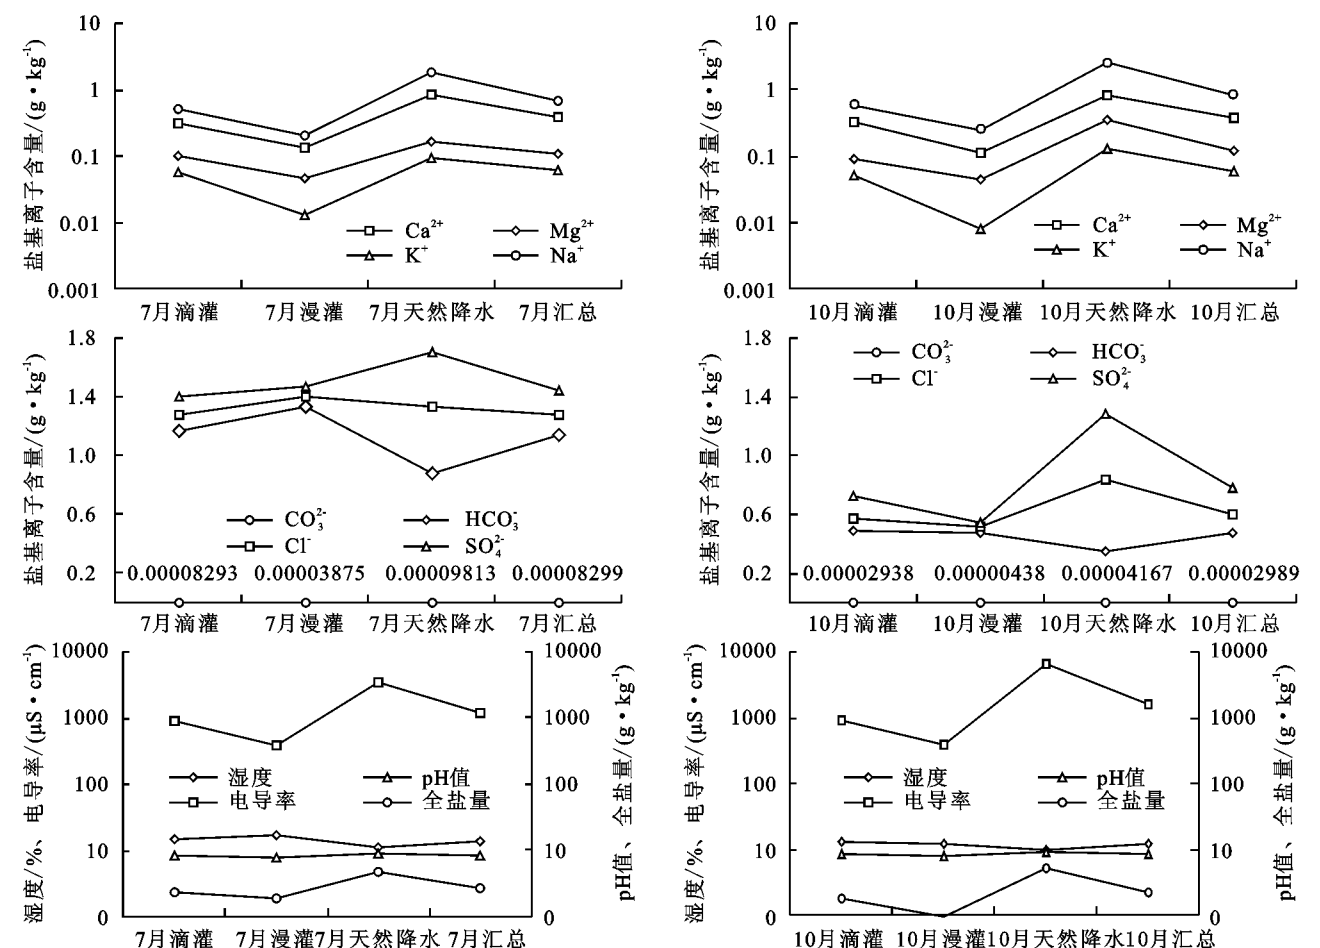 盐基离子含量/(g·kg⁻¹)
10
1
0.1
0.01
0.001
Ca²⁺ Mg²⁺
K⁺ Na⁺
7月滴灌 7月漫灌 7月天然降水 7月汇总
盐基离子含量/(g·kg⁻¹)
10
1
0.1
0.01
0.001
Ca²⁺ Mg²⁺
K⁺ Na⁺
10月滴灌 10月漫灌 10月天然降水 10月汇总
盐基离子含量/(g·kg⁻¹)
1.8
1.4
1.0
0.6
0.2
CO₃²⁻ HCO₃⁻
Cl⁻ SO₄²⁻
0.00008293 0.00003875 0.00009813 0.00008299
7月滴灌 7月漫灌 7月天然降水 7月汇总
盐基离子含量/(g·kg⁻¹)
1.8
1.4
1.0
0.6
0.2
CO₃²⁻ HCO₃⁻
Cl⁻ SO₄²⁻
0.00002938 0.00000438 0.00004167 0.00002989
10月滴灌 10月漫灌 10月天然降水 10月汇总
湿度/%、电导率/(μS·cm⁻¹)
10000
1000
100
10
0
湿度 pH值
电导率 全盐量
10000
1000
100
10
0
pH值、全盐量/(g·kg⁻¹)
7月滴灌 7月漫灌 7月天然降水 7月汇总
湿度/%、电导率/(μS·cm⁻¹)
10000
1000
100
10
0
湿度 pH值
电导率 全盐量
10000
1000
100
10
0
pH值、全盐量/(g·kg⁻¹)
10月滴灌 10月漫灌 10月天然降水 10月汇总